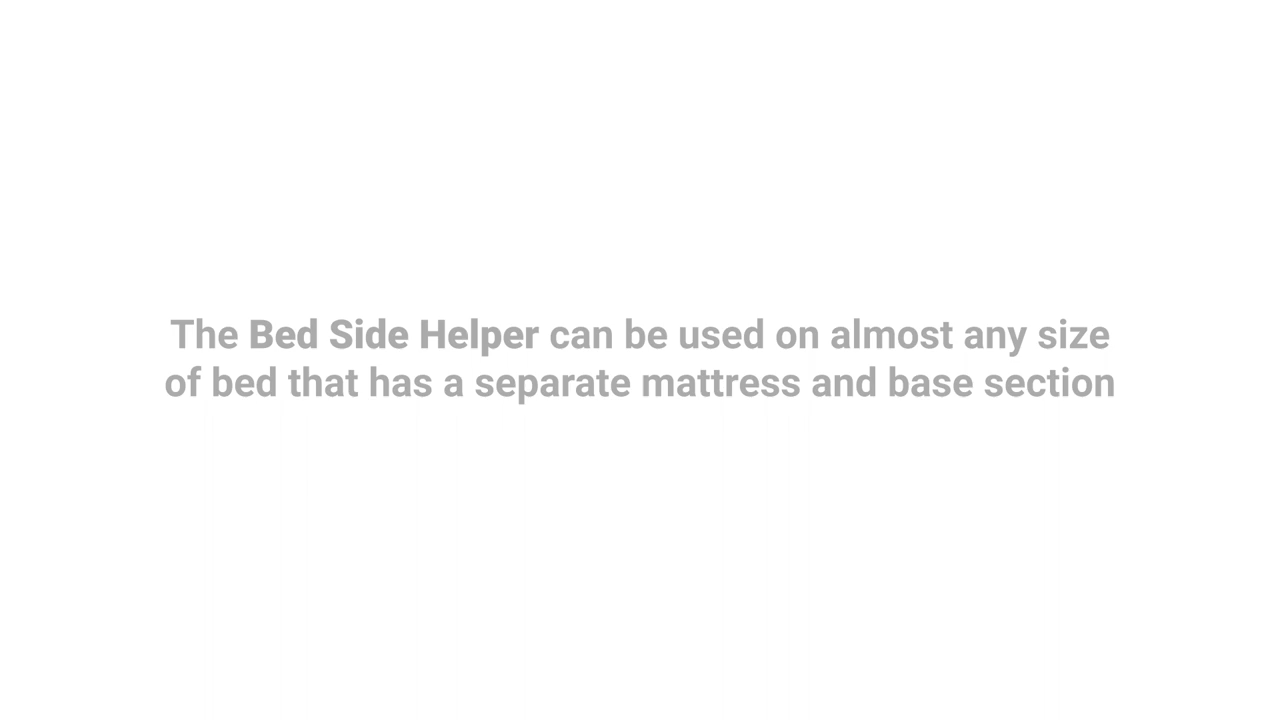 The Bed Side Helper can be used on almost any size
of bed that has a separate mattress and base section